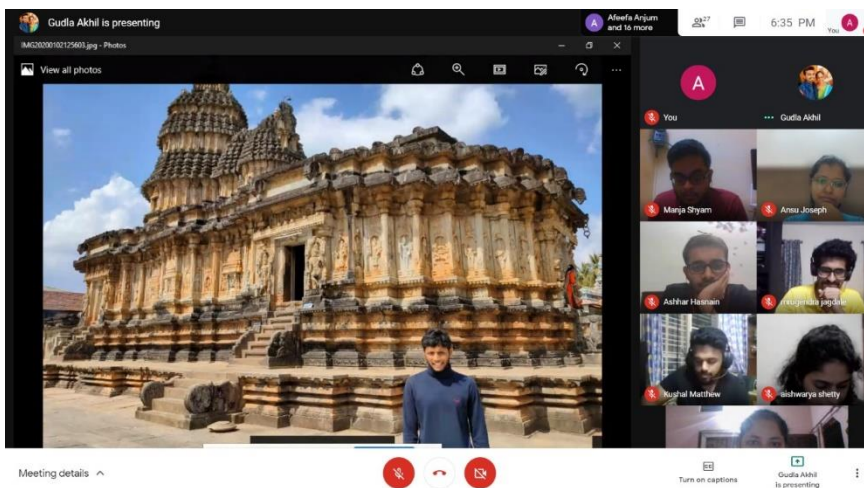 Gudla Akhil is presenting
A
Afeefa Anjum
and 16 more
27
6:35 PM
You
A
IMG20200102125603.jpg - Photos
View all photos
A
You
Gudla Akhil
Manja Shyam
Ansu Joseph
Ashhar Hasnain
mrugendra jagdale
Kushal Matthew
aishwarya shetty
Meeting details
Turn on captions
Gudla Akhil
is presenting